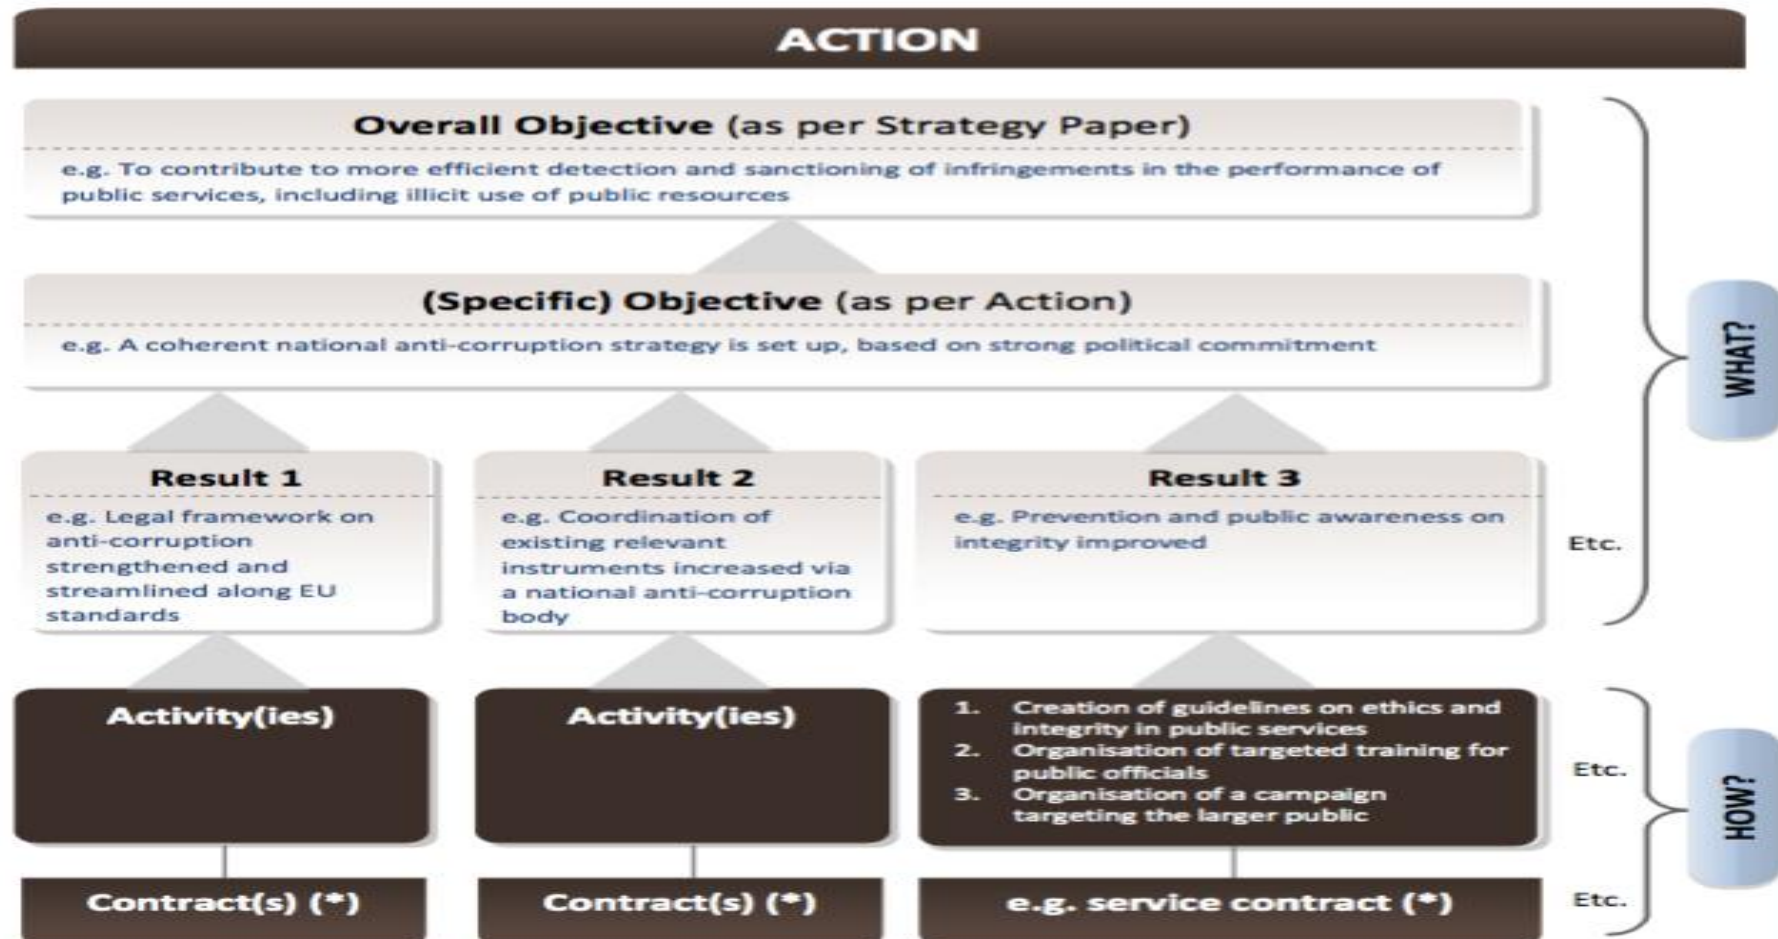 ACTION
Overall Objective (as per Strategy Paper)
e.g. To contribute to more efficient detection and sanctioning of infringements in the performance of
public services, including illicit use of public resources
(Specific) Objective (as per Action)
e.g. A coherent national anti-corruption strategy is set up, based on strong political commitment
WHAT?
Result 1
e.g. Legal framework on
anti-corruption
strengthened and
streamlined along EU
standards
Result 2
e.g. Coordination of
existing relevant
instruments increased via
a national anti-corruption
body
Result 3
e.g. Prevention and public awareness on
integrity improved
Etc.
Activity(ies)
Activity(ies)
1. Creation of guidelines on ethics and
integrity in public services
2. Organisation of targeted training for
public officials
3. Organisation of a campaign
targeting the larger public
Etc.
HOW?
Contract(s) (*)
Contract(s) (*)
e.g. service contract (*)
Etc.